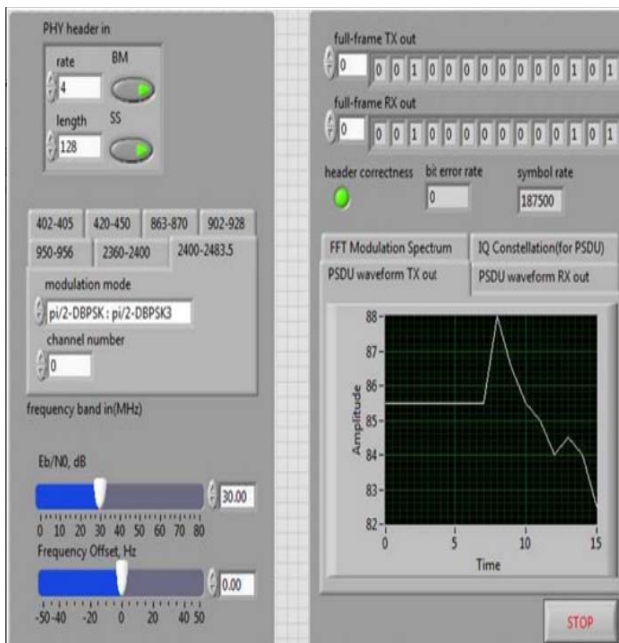 PHY header in
rate BM
4
length SS
128
402-405 420-450 863-870 902-928
950-956 2360-2400 2400-2483.5
modulation mode
pi/2-DBPSK : pi/2-DBPSK3
channel number
0
frequency band in(MHz)
Eb/N0, dB
30.00
0 10 20 30 40 50 60 70 80
Frequency Offset, Hz
0.00
-50 -40 -20 0 20 40 50
full-frame TX out
0 0 0 1 0 0 0 0 0 0 0 0 1 0 1
full-frame RX out
0 0 0 1 0 0 0 0 0 0 0 0 1 0 1
header correctness bit error rate symbol rate
0 187500
FFT Modulation Spectrum IQ Constellation(for PSDU)
PSDU waveform TX out PSDU waveform RX out
88
87
86
85
84
83
82
Amplitude
0 5 10 15
Time
STOP